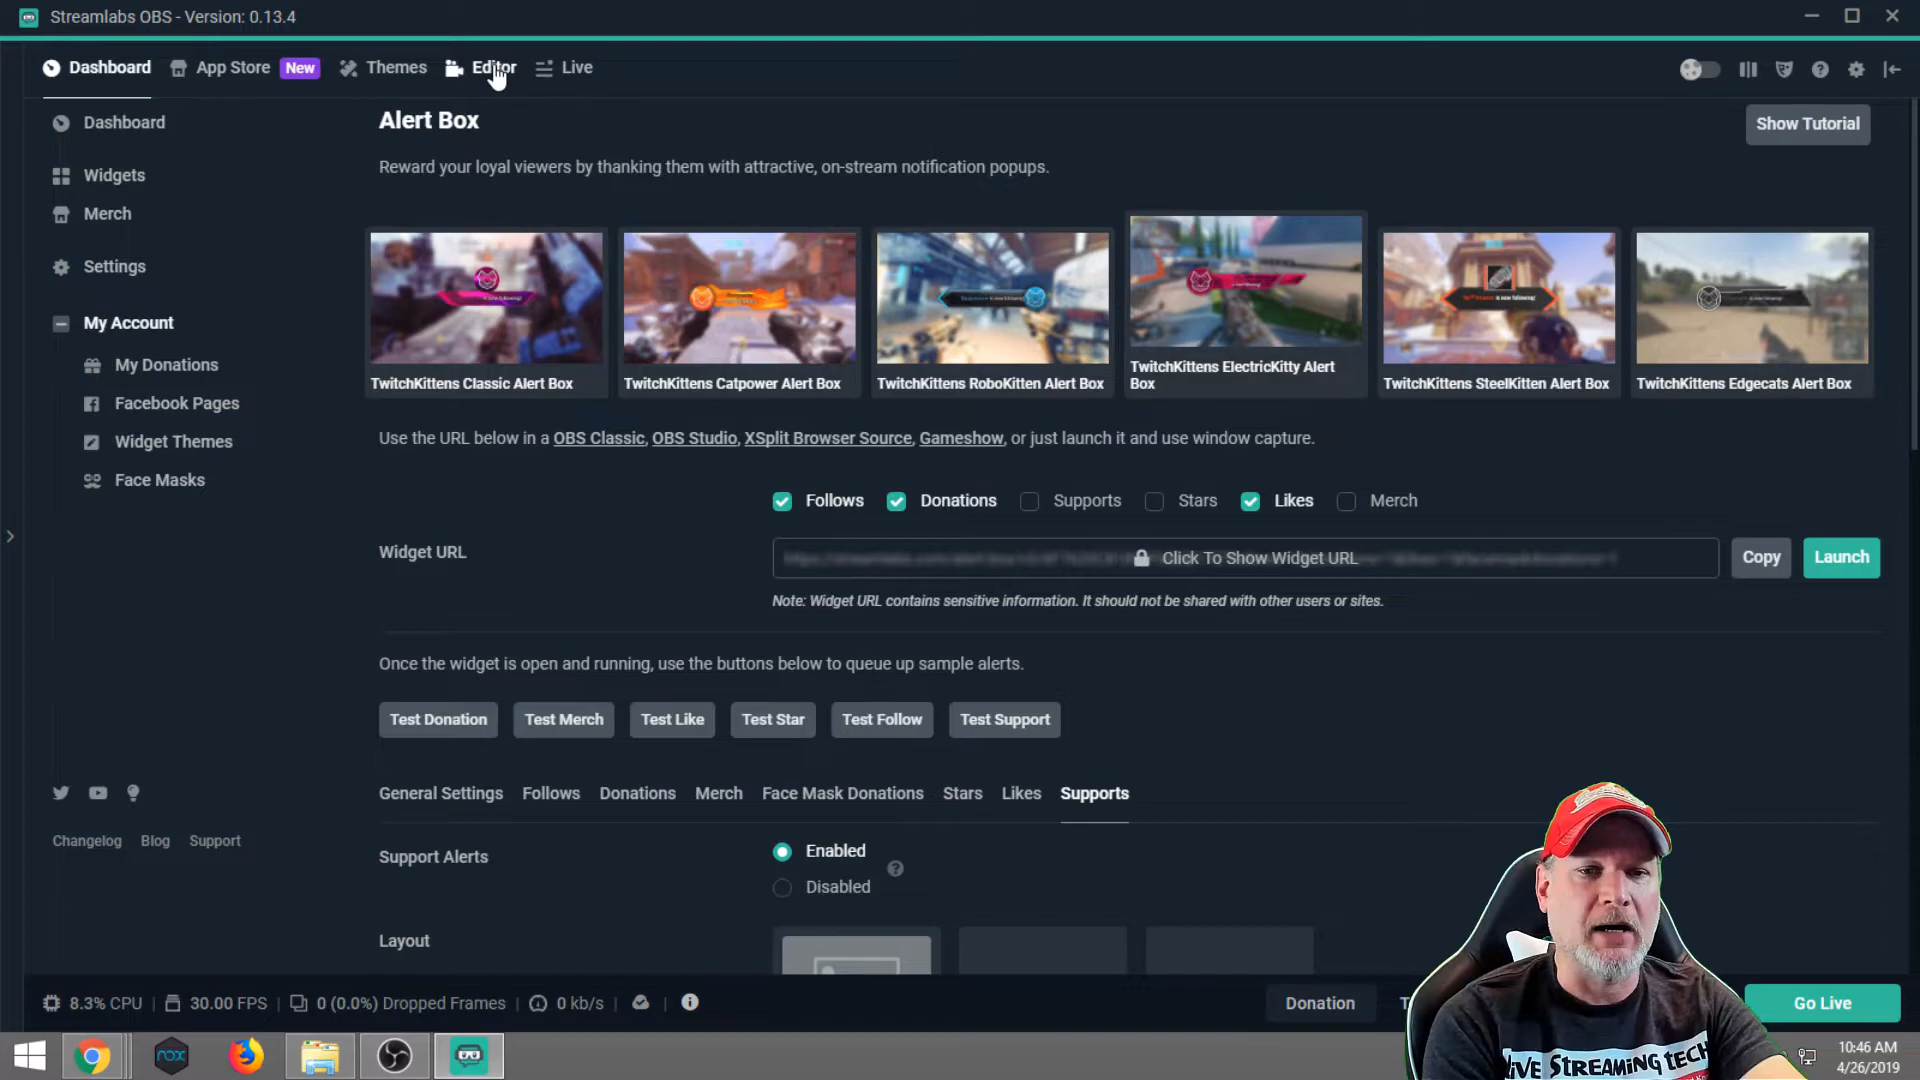 Streamlabs OBS - Version: 0.13.4
Dashboard App Store New Themes Editor Live
Dashboard
Widgets
Merch
Settings
My Account
My Donations
Facebook Pages
Widget Themes
Face Masks
Changelog Blog Support
Alert Box
Show Tutorial
Reward your loyal viewers by thanking them with attractive, on-stream notification popups.
TwitchKittens Classic Alert Box
TwitchKittens Catpower Alert Box
TwitchKittens RoboKitten Alert Box
TwitchKittens ElectricKitty Alert
Box
TwitchKittens SteelKitten Alert Box
TwitchKittens Edgecats Alert Box
Use the URL below in a OBS Classic, OBS Studio, XSplit Browser Source, Gameshow, or just launch it and use window capture.
Follows Donations Supports Stars Likes Merch
Widget URL
Click To Show Widget URL
Copy Launch
Note: Widget URL contains sensitive information. It should not be shared with other users or sites.
Once the widget is open and running, use the buttons below to queue up sample alerts.
Test Donation Test Merch Test Like Test Star Test Follow Test Support
General Settings Follows Donations Merch Face Mask Donations Stars Likes Supports
Support Alerts
Enabled
Disabled
Layout
8.3% CPU 30.00 FPS 0 (0.0%) Dropped Frames 0 kb/s
Donation
Go Live
nox
LIVE STREAMING TECH
10:46 AM
4/26/2019